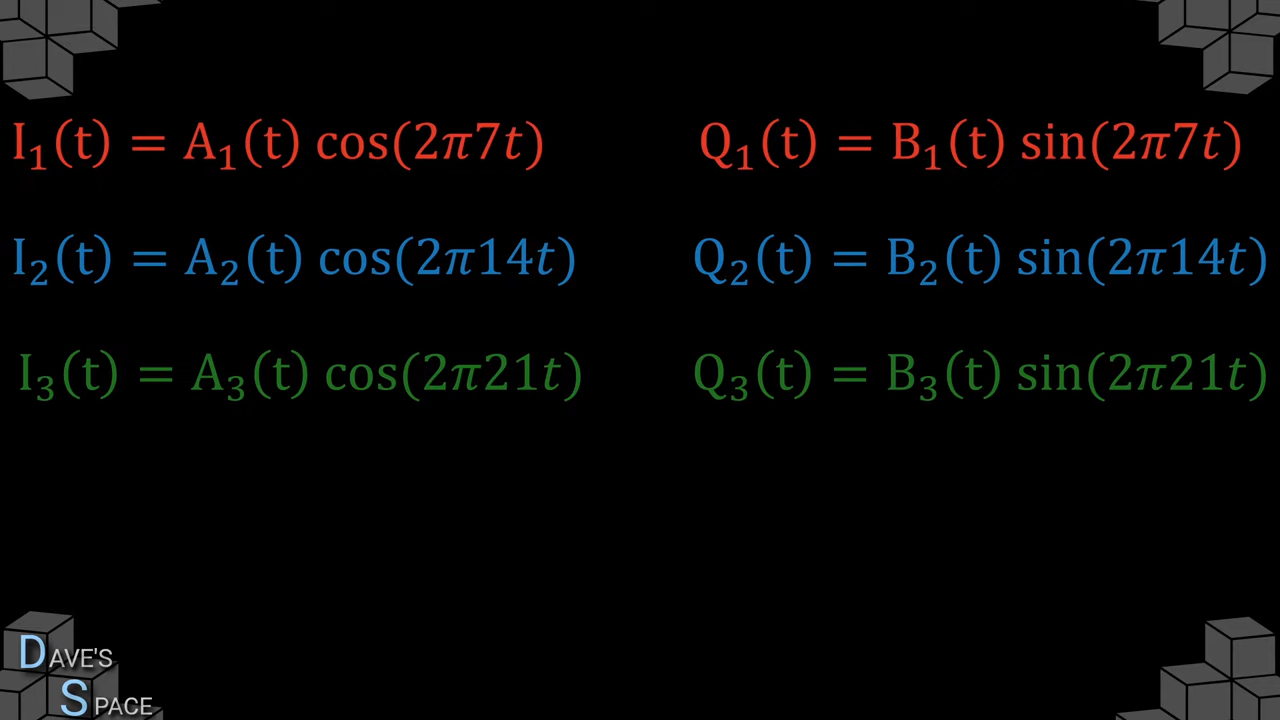 I₁(t) = A₁(t) cos(2π7t)
Q₁(t) = B₁(t) sin(2π7t)
I₂(t) = A₂(t) cos(2π14t)
Q₂(t) = B₂(t) sin(2π14t)
I₃(t) = A₃(t) cos(2π21t)
Q₃(t) = B₃(t) sin(2π21t)
DAVE'S
SPACE